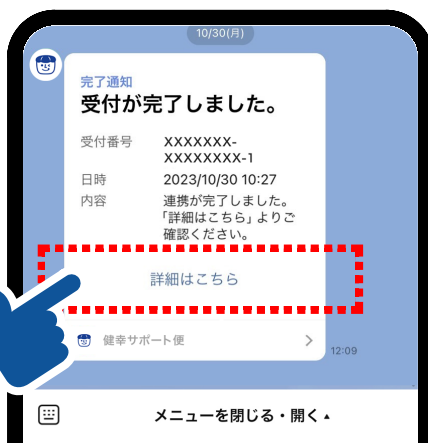 10/30(月)
完了通知
受付が完了しました。
受付番号 XXXXXXX-
XXXXXXXX-1
日時 2023/10/30 10:27
内容 連携が完了しました。
「詳細はこちら」よりご
確認ください。
詳細はこちら
健幸サポート便
12:09
メニューを閉じる・開く▲